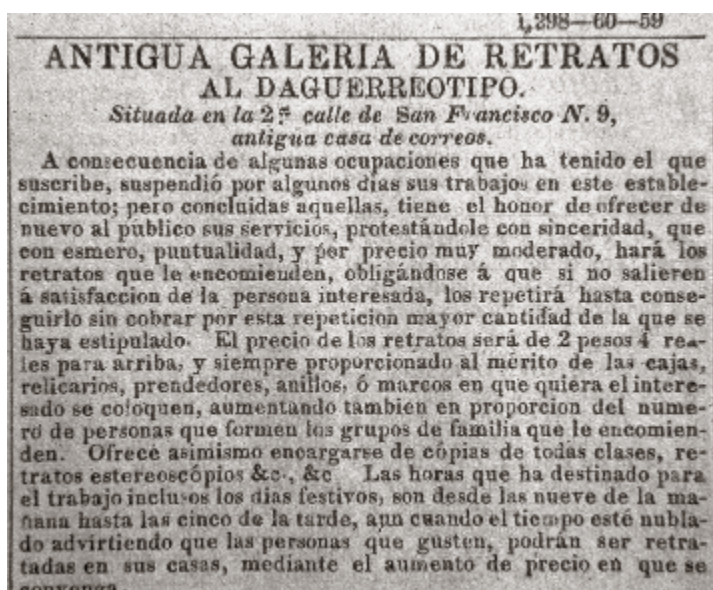 1,298—60—59
ANTIGUA GALERIA DE RETRATOS
AL DAGUERREOTIPO.
Situada en la 2.ª calle de San Francisco N. 9,
antigua casa de correos.
A consecuencia de algunas ocupaciones que ha tenido el que
suscribe, suspendió por algunos dias sus trabajos en este estable-
cimiento; pero concluidas aquellas, tiene el honor de ofrecer de
nuevo al público sus servicios, protestándole con sinceridad, que
con esmero, puntualidad, y por precio muy moderado, hará los
retratos que le encomienden, obligándose á que si no salieren
á satisfaccion de la persona interesada, los repetirá hasta conse-
guirlo sin cobrar por esta repeticion mayor cantidad de la que se
haya estipulado. El precio de los retratos será de 2 pesos 4 rea-
les para arriba, y siempre proporcionado al mérito de las cajas,
relicarios, prendedores, anillos, ó marcos en que quiera el intere-
sado se coloquen, aumentando tambien en proporcion del nume-
ro de personas que formen los grupos de familia que le encomien-
den. Ofrece asimismo encargarse de cópias de todas clases, re-
tratos estereoscópios &c., &c Las horas que ha destinado para
el trabajo inclusos los dias festivos, son desde las nueve de la ma-
ñana hasta las cinco de la tarde, aun cuando el tiempo esté nubla-
do advirtiendo que las personas que gusten, podrán ser retra-
tadas en sus casas, mediante el aumento de precio en que se
convenga.